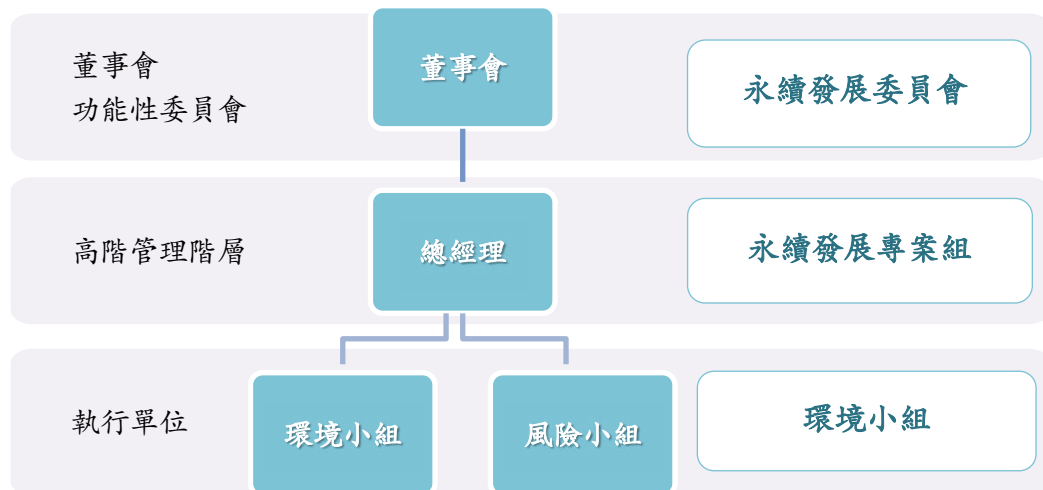 董事會
功能性委員會
董事會
永續發展委員會
高階管理階層
總經理
永續發展專案組
執行單位
環境小組
風險小組
環境小組